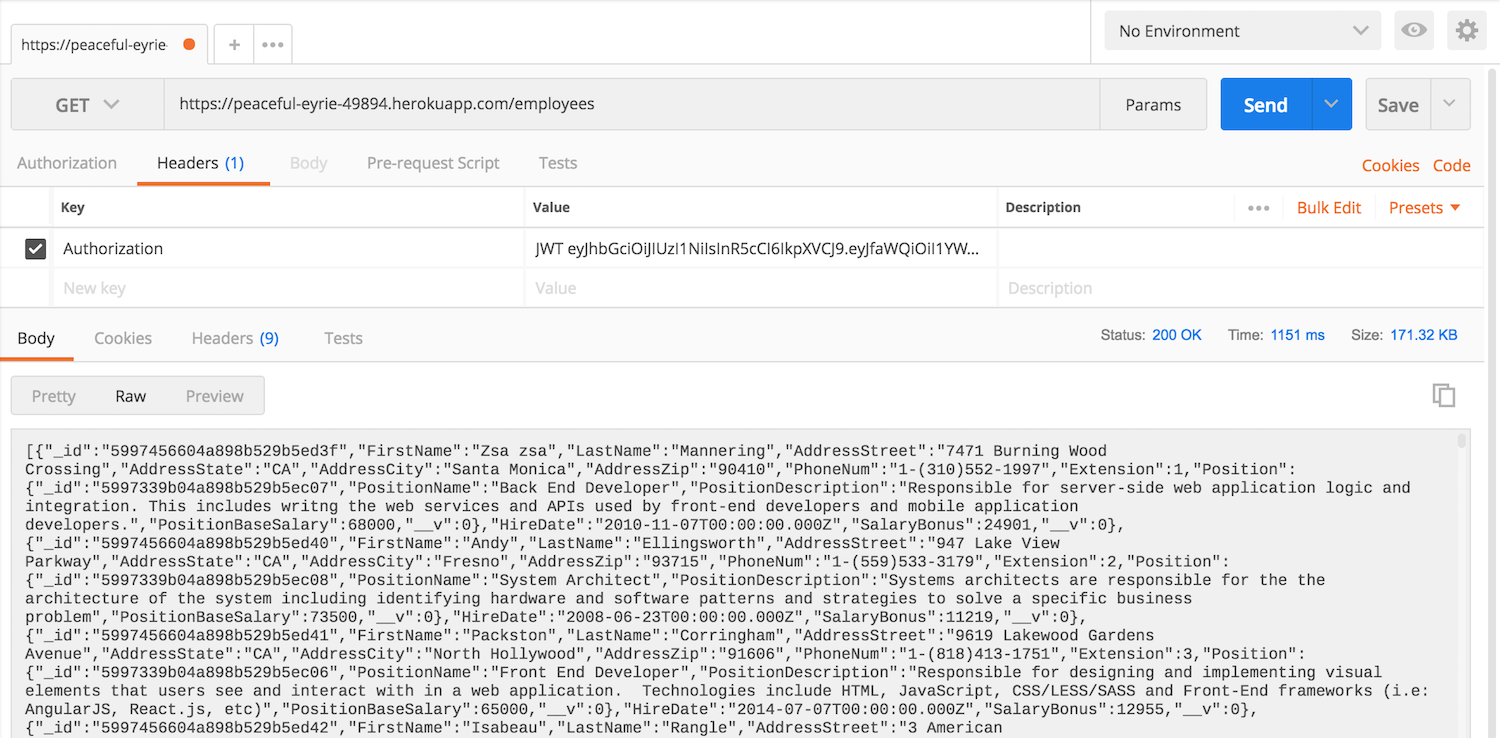 https://peaceful-eyrie
No Environment
GET
https://peaceful-eyrie-49894.herokuapp.com/employees
Params
Send
Save
Authorization
Headers (1)
Body
Pre-request Script
Tests
Cookies
Code
Key
Value
Description
Bulk Edit
Presets
Authorization
JWT eyJhbGciOiJIUzI1NiIsInR5cCI6IkpXVCJ9.eyJfaWQiOiI1YW...
New key
Value
Description
Body
Cookies
Headers (9)
Tests
Status: 200 OK
Time: 1151 ms
Size: 171.32 KB
Pretty
Raw
Preview
[{"_id":"5997456604a898b529b5ed3f","FirstName":"Zsa zsa","LastName":"Mannering","AddressStreet":"7471 Burning Wood
Crossing","AddressState":"CA","AddressCity":"Santa Monica","AddressZip":"90410","PhoneNum":"1-(310)552-1997","Extension":1,"Position":
{"_id":"5997339b04a898b529b5ec07","PositionName":"Back End Developer","PositionDescription":"Responsible for server-side web application logic and
integration. This includes writng the web services and APIs used by front-end developers and mobile application
developers.","PositionBaseSalary":68000,"__v":0},"HireDate":"2010-11-07T00:00:00.000Z","SalaryBonus":24901,"__v":0},
{"_id":"5997456604a898b529b5ed40","FirstName":"Andy","LastName":"Ellingsworth","AddressStreet":"947 Lake View
Parkway","AddressState":"CA","AddressCity":"Fresno","AddressZip":"93715","PhoneNum":"1-(559)533-3179","Extension":2,"Position":
{"_id":"5997339b04a898b529b5ec08","PositionName":"System Architect","PositionDescription":"Systems architects are responsible for the the
architecture of the system including identifying hardware and software patterns and strategies to solve a specific business
problem","PositionBaseSalary":73500,"__v":0},"HireDate":"2008-06-23T00:00:00.000Z","SalaryBonus":11219,"__v":0},
{"_id":"5997456604a898b529b5ed41","FirstName":"Packston","LastName":"Corringham","AddressStreet":"9619 Lakewood Gardens
Avenue","AddressState":"CA","AddressCity":"North Hollywood","AddressZip":"91606","PhoneNum":"1-(818)413-1751","Extension":3,"Position":
{"_id":"5997339b04a898b529b5ec06","PositionName":"Front End Developer","PositionDescription":"Responsible for designing and implementing visual
elements that users see and interact with in a web application.  Technologies include HTML, JavaScript, CSS/LESS/SASS and Front-End frameworks (i.e:
AngularJS, React.js, etc)","PositionBaseSalary":65000,"__v":0},"HireDate":"2014-07-07T00:00:00.000Z","SalaryBonus":12955,"__v":0},
{"_id":"5997456604a898b529b5ed42","FirstName":"Isabeau","LastName":"Rangle","AddressStreet":"3 American